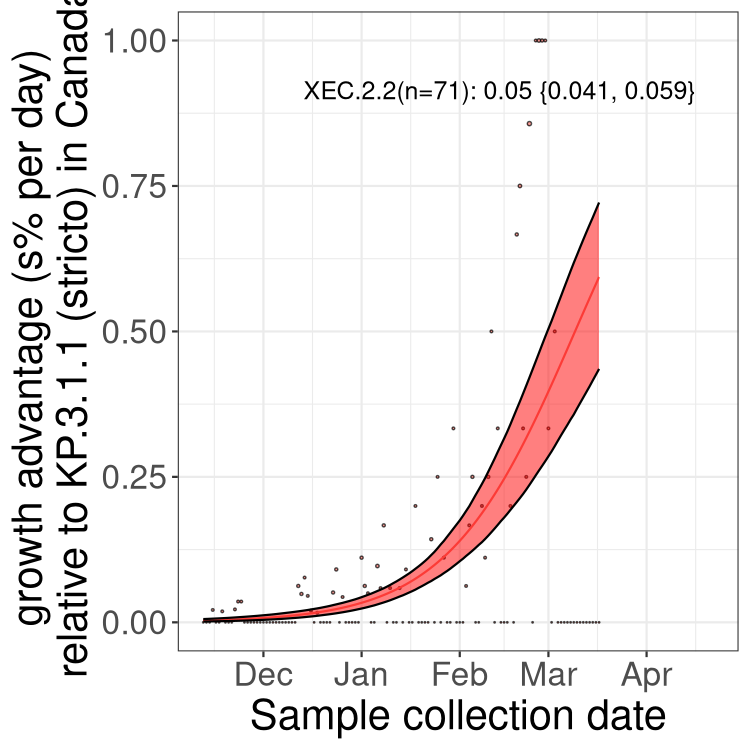 growth advantage (s% per day)
relative to KP.3.1.1 (stricto) in Canada
1.00
0.75
0.50
0.25
0.00
XEC.2.2(n=71): 0.05 {0.041, 0.059}
Dec Jan Feb Mar Apr
Sample collection date